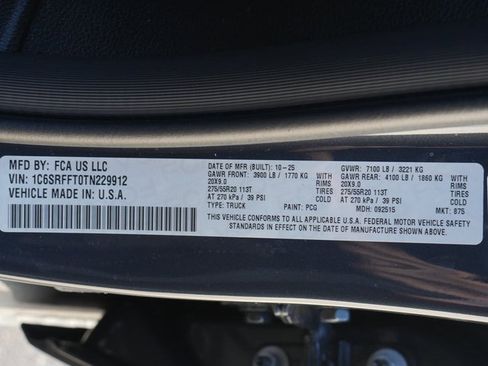 MFD BY: FCA US LLC
VIN: 1C6SRFFT0TN229912
VEHICLE MADE IN: U.S.A.
DATE OF MFR (BUILT): 10-25 GVWR: 7100 LB / 3221 KG
GAWR FRONT: 3900 LB / 1770 KG WITH GAWR REAR: 4100 LB / 1860 KG WITH
20X9.0 RIMS 20X9.0 RIMS
275/55R20 113T TIRES 275/55R20 113T TIRES
AT 270 kPa / 39 PSI COLD AT 270 kPa / 39 PSI COLD
TYPE: TRUCK PAINT: PCG MDH: 092515 MKT: 875
THIS VEHICLE CONFORMS TO ALL APPLICABLE U.S.A. FEDERAL MOTOR VEHICLE SAFETY
STANDARDS IN EFFECT ON THE DATE OF MANUFACTURE SHOWN ABOVE.